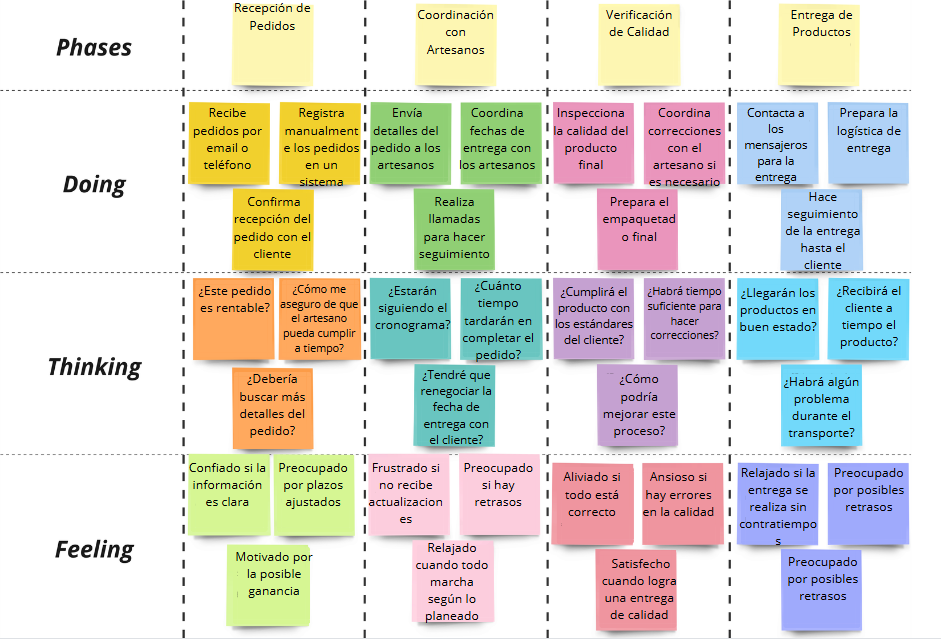 Phases
Recepción de
Pedidos
Coordinación
con
Artesanos
Verificación
de Calidad
Entrega de
Productos
Doing
Recibe
pedidos por
email o
teléfono
Registra
manualment
e los pedidos
en un
sistema
Confirma
recepción del
pedido con el
cliente
Envía
detalles del
pedido a los
artesanos
Coordina
fechas de
entrega con
los artesanos
Realiza
llamadas
para hacer
seguimiento
Inspecciona
la calidad del
producto
final
Coordina
correcciones
con el
artesano si
es necesario
Prepara el
empaquetad
o final
Contacta a
los
mensajeros
para la
entrega
Prepara la
logística de
entrega
Hace
seguimiento
de la entrega
hasta el
cliente
Thinking
¿Este pedido
es rentable?
¿Cómo me
aseguro de que
el artesano
pueda cumplir
a tiempo?
¿Debería
buscar más
detalles del
pedido?
¿Estarán
siguiendo el
cronograma?
¿Cuánto
tiempo
tardarán en
completar el
pedido?
¿Tendré que
renegociar la
fecha de
entrega con
el cliente?
¿Cumplirá el
producto con
los estándares
del cliente?
¿Habrá tiempo
suficiente para
hacer
correcciones?
¿Cómo
podría
mejorar este
proceso?
¿Llegarán los
productos en
buen estado?
¿Recibirá el
cliente a
tiempo el
producto?
¿Habrá algún
problema
durante el
transporte?
Feeling
Confiado si la
información
es clara
Preocupado
por plazos
ajustados
Motivado por
la posible
ganancia
Frustrado si
no recibe
actualizacion
es
Preocupado
si hay
retrasos
Relajado
cuando todo
marcha
según lo
planeado
Aliviado si
todo está
correcto
Ansioso si
hay errores
en la calidad
Satisfecho
cuando logra
una entrega
de calidad
Relajado si la
entrega se
realiza sin
contratiempo
s
Preocupado
por posibles
retrasos
Preocupado
por posibles
retrasos